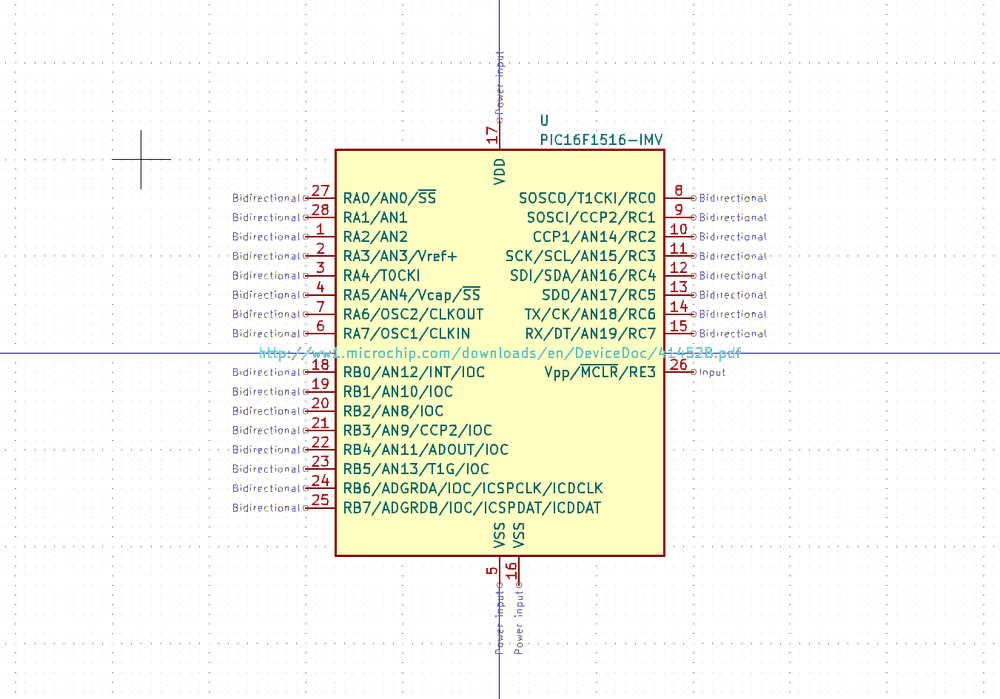 Power input
17
U
PIC16F1516-IMV
VDD
Bidirectional 27 RA0/AN0/S̅S̅ SOSCO/T1CKI/RC0 8 Bidirectional
Bidirectional 28 RA1/AN1 SOSCI/CCP2/RC1 9 Bidirectional
Bidirectional 1 RA2/AN2 CCP1/AN14/RC2 10 Bidirectional
Bidirectional 2 RA3/AN3/Vref+ SCK/SCL/AN15/RC3 11 Bidirectional
Bidirectional 3 RA4/T0CKI SDI/SDA/AN16/RC4 12 Bidirectional
Bidirectional 4 RA5/AN4/Vcap/S̅S̅ SDO/AN17/RC5 13 Bidirectional
Bidirectional 7 RA6/OSC2/CLKOUT TX/CK/AN18/RC6 14 Bidirectional
Bidirectional 6 RA7/OSC1/CLKIN RX/DT/AN19/RC7 15 Bidirectional
http://ww1.microchip.com/downloads/en/DeviceDoc/41452B.pdf
Bidirectional 18 RB0/AN12/INT/IOC Vpp/M̅C̅L̅R̅/RE3 26 Input
Bidirectional 19 RB1/AN10/IOC
Bidirectional 20 RB2/AN8/IOC
Bidirectional 21 RB3/AN9/CCP2/IOC
Bidirectional 22 RB4/AN11/ADOUT/IOC
Bidirectional 23 RB5/AN13/T1G/IOC
Bidirectional 24 RB6/ADGRDA/IOC/ICSPCLK/ICDCLK
Bidirectional 25 RB7/ADGRDB/IOC/ICSPDAT/ICDDAT
VSS VSS
5 16
Power input Power input